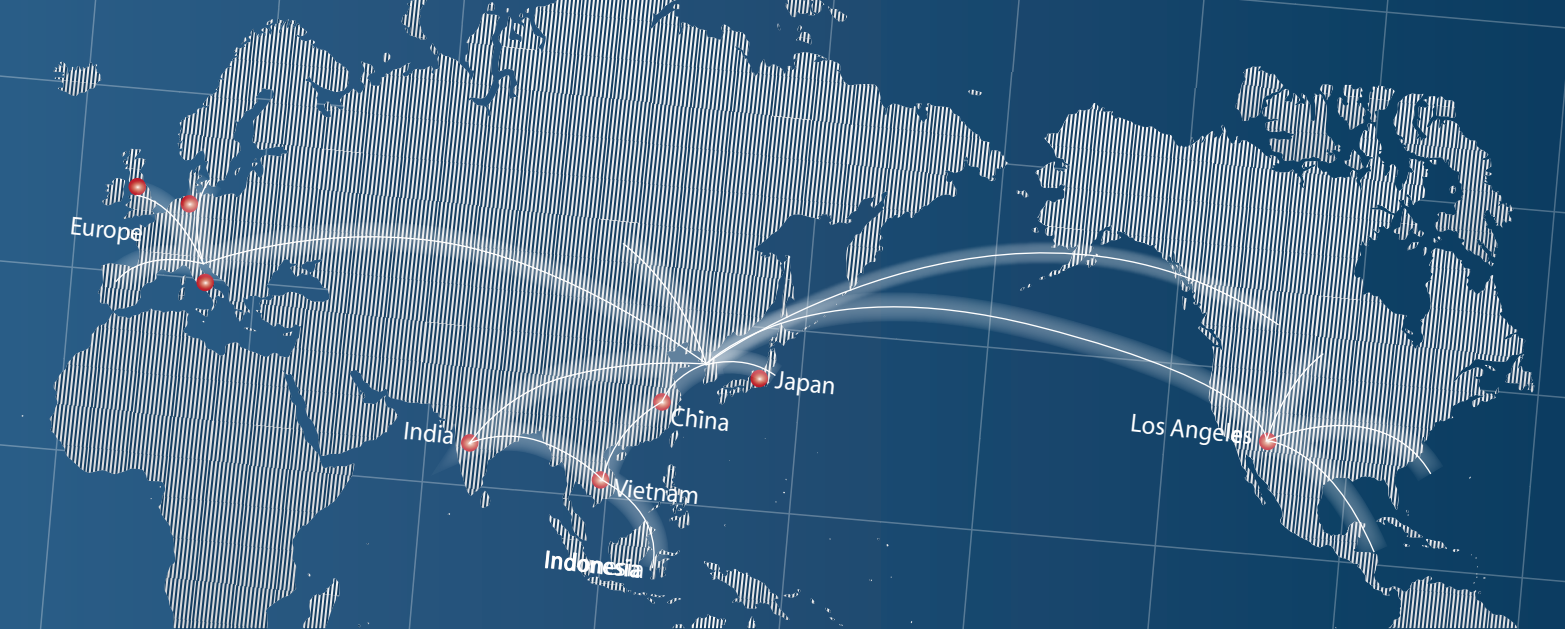 Europe
Japan
China
India
Los Angeles
Vietnam
Indonesia